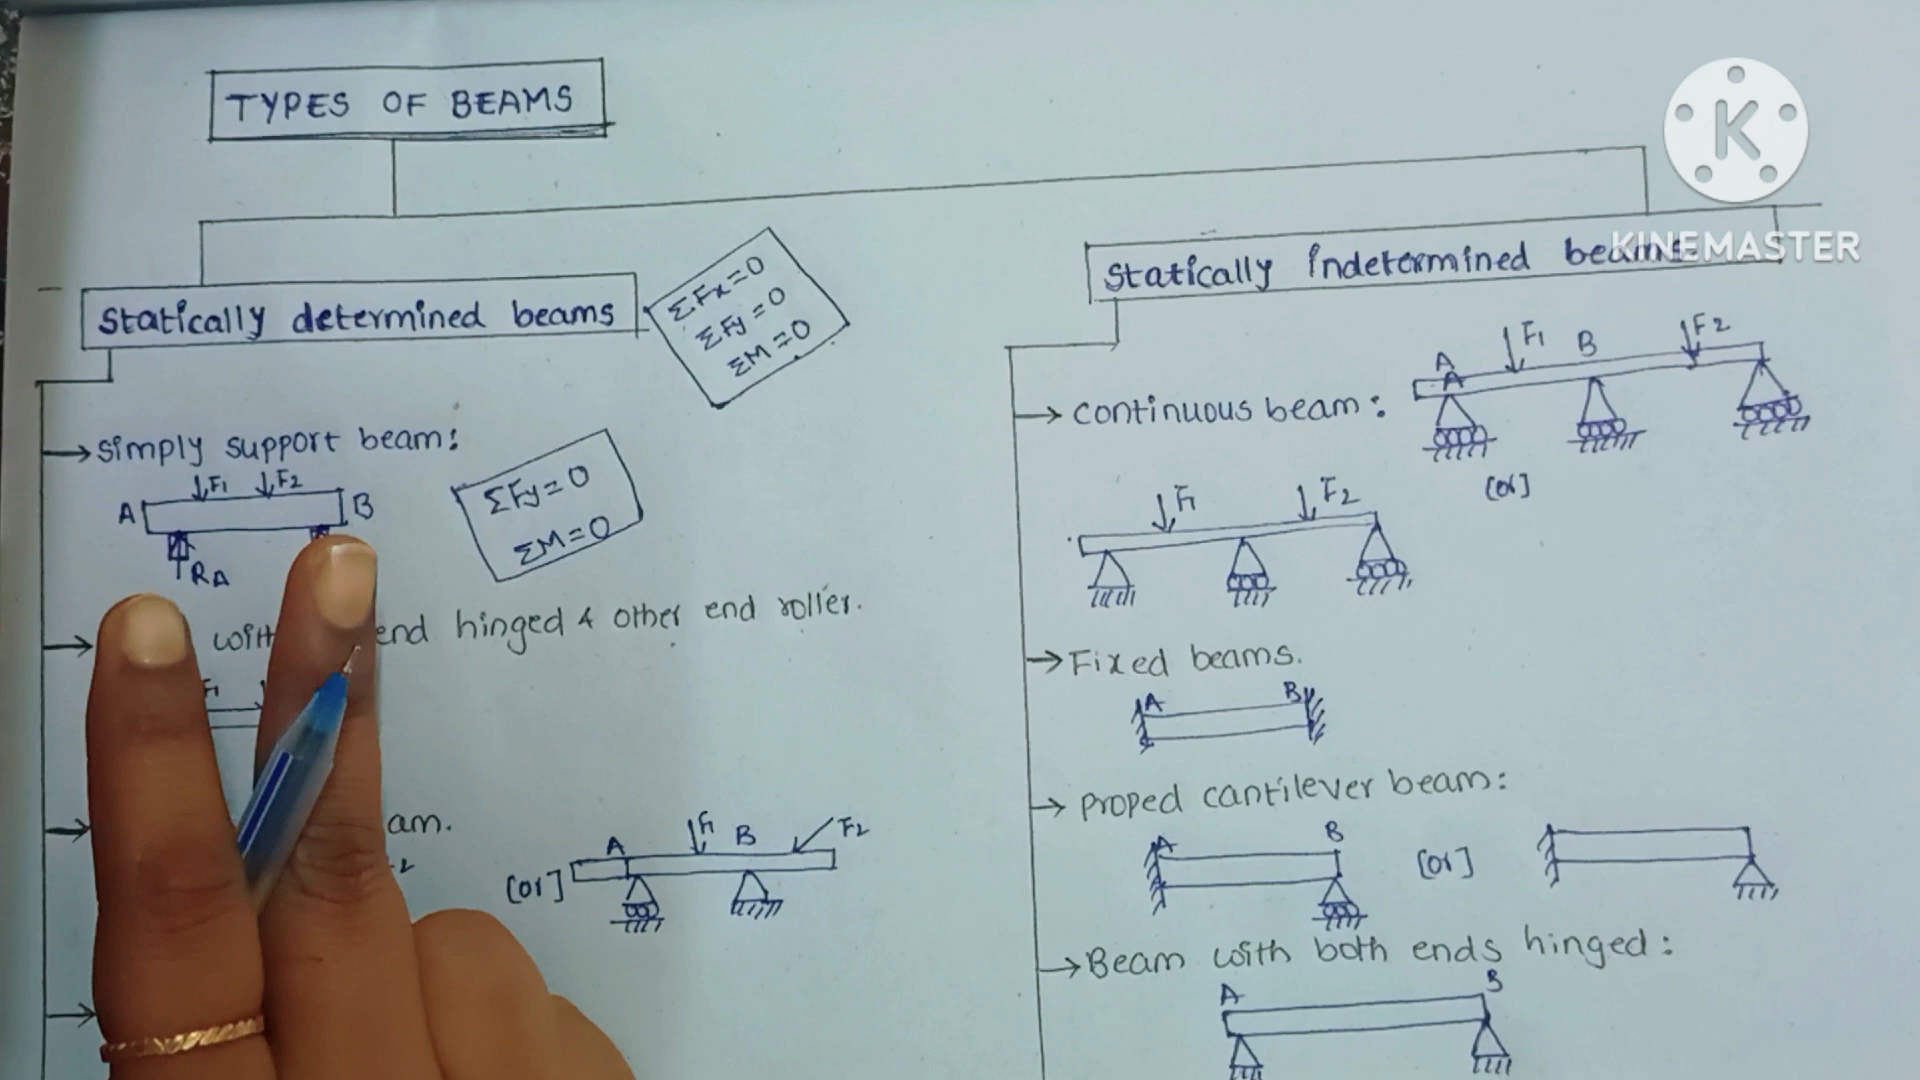 TYPES OF BEAMS
K
KINEMASTER
Statically determined beams
ΣFx=0
ΣFy=0
ΣM=0
→simply support beam:
F1 F2
A B
RA
ΣFy=0
ΣM=0
→ end hinged & other end roller.
F1
→ am.
[or]
A F1 B F2
→
Statically indetermined beams
→ continuous beam:
A F1 B F2
A
[or]
F1 F2
→ Fixed beams.
A B
→ proped cantilever beam:
A B
[or]
→ Beam with both ends hinged:
A B